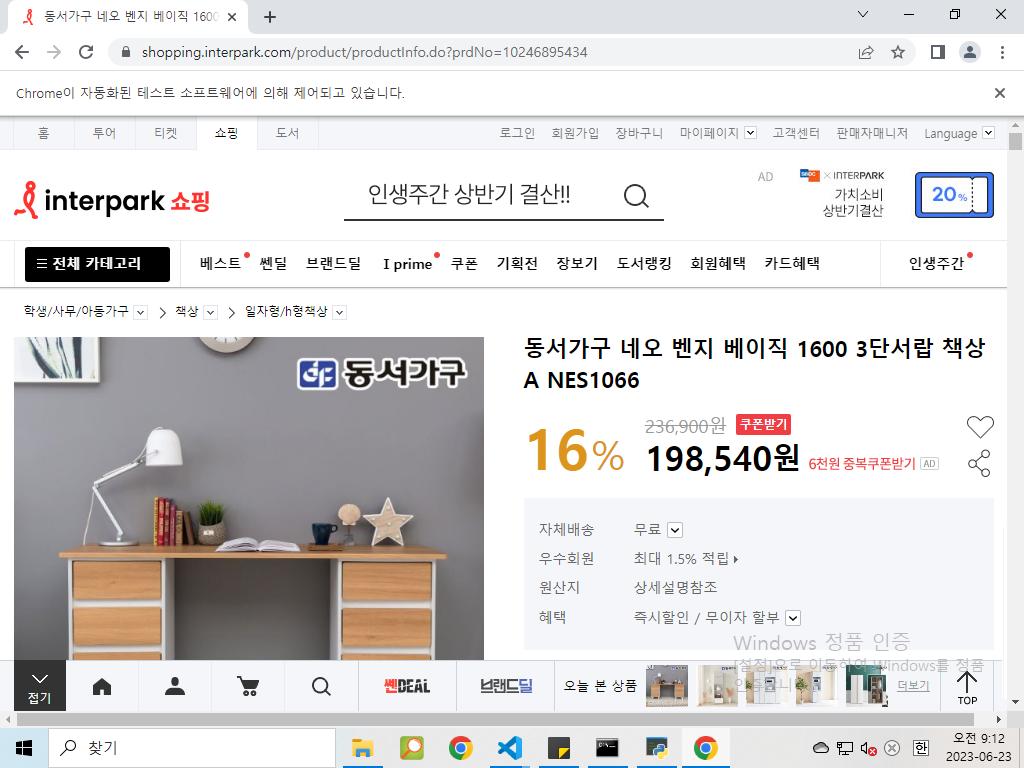 동서가구 네오 벤지 베이직 1600
shopping.interpark.com/product/productInfo.do?prdNo=10246895434
Chrome이 자동화된 테스트 소프트웨어에 의해 제어되고 있습니다.
홈 투어 티켓 쇼핑 도서 로그인 회원가입 장바구니 마이페이지 고객센터 판매자매니저 Language
AD
× INTERPARK
interpark 쇼핑
인생주간 상반기 결산!!
가치소비
상반기결산
20%
전체 카테고리 베스트 쎈딜 브랜드딜 I prime 쿠폰 기획전 장보기 도서랭킹 회원혜택 카드혜택 인생주간
학생/사무/아동가구 책상 일자형/h형책상
동서가구
동서가구 네오 벤지 베이직 1600 3단서랍 책상
A NES1066
16%
236,900원 쿠폰받기
198,540원 6천원 중복쿠폰받기 AD
자체배송 무료
우수회원 최대 1.5% 적립
원산지 상세설명참조
혜택 즉시할인 / 무이자 할부
Windows 정품 인증
[설정]으로 이동하여 Windows를 정품
접기
쎈DEAL 브랜드딜 오늘 본 상품 더보기 TOP
찾기
한
오전 9:12
2023-06-23